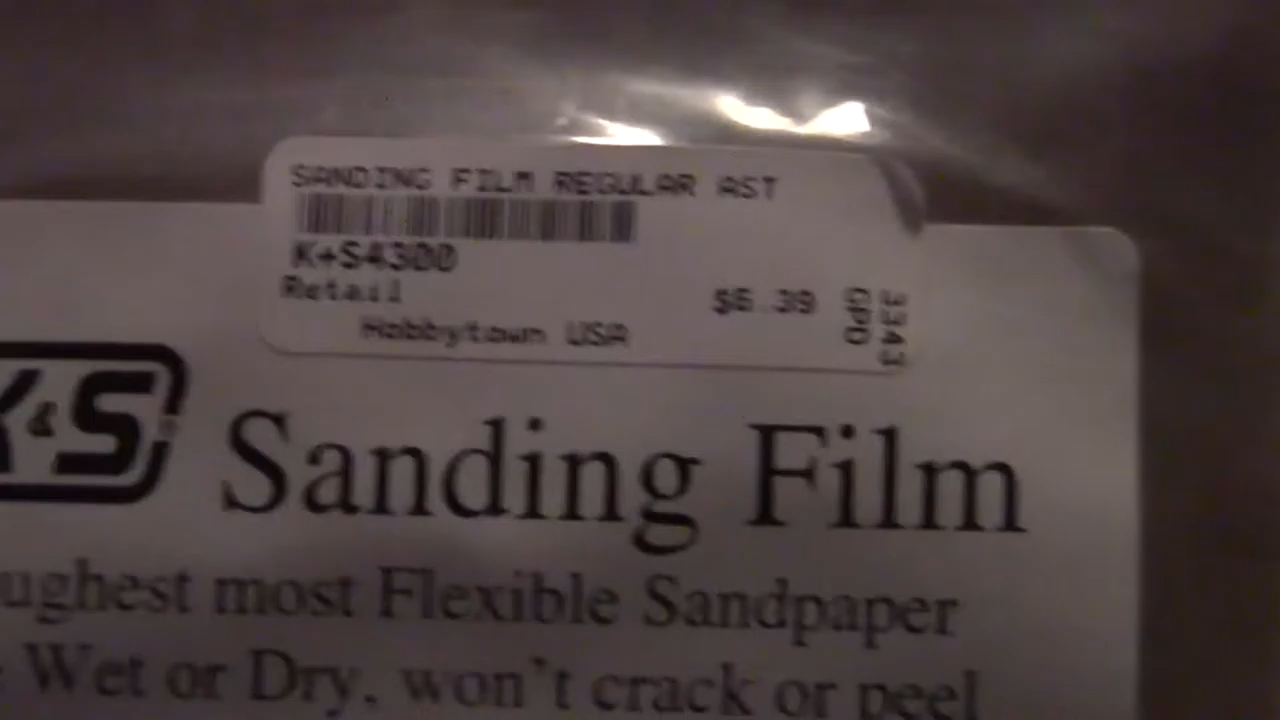 SANDING FILM REGULAR AST
K+S4300
Retail
$6.39
Hobbytown USA
GPD
3343
K&S
Sanding Film
ughest most Flexible Sandpaper
Wet or Dry. won't crack or peel